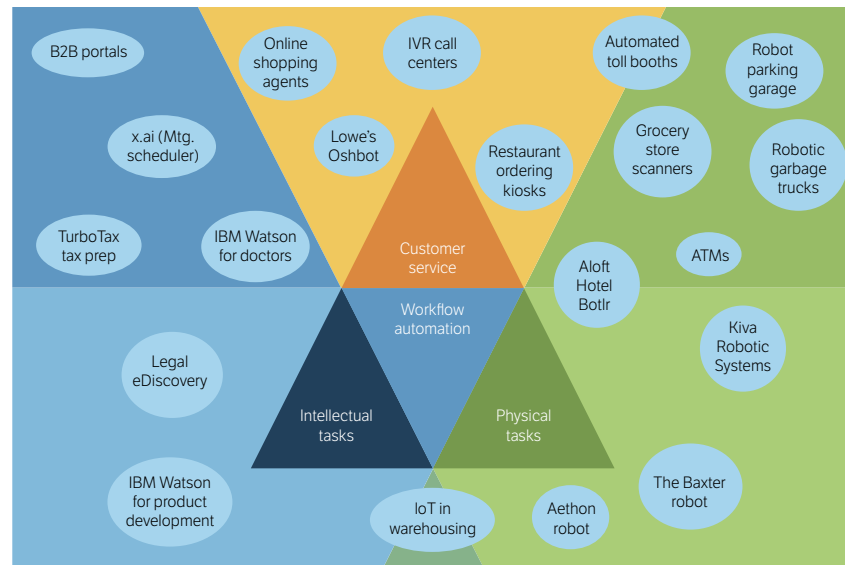 B2B portals
Online
shopping
agents
IVR call
centers
Automated
toll booths
Robot
parking
garage
x.ai (Mtg.
scheduler)
Lowe's
Oshbot
Restaurant
ordering
kiosks
Grocery
store
scanners
Robotic
garbage
trucks
TurboTax
tax prep
IBM Watson
for doctors
Customer
service
Aloft
Hotel
Botlr
ATMs
Workflow
automation
Legal
eDiscovery
Kiva
Robotic
Systems
Intellectual
tasks
Physical
tasks
IBM Watson
for product
development
IoT in
warehousing
Aethon
robot
The Baxter
robot